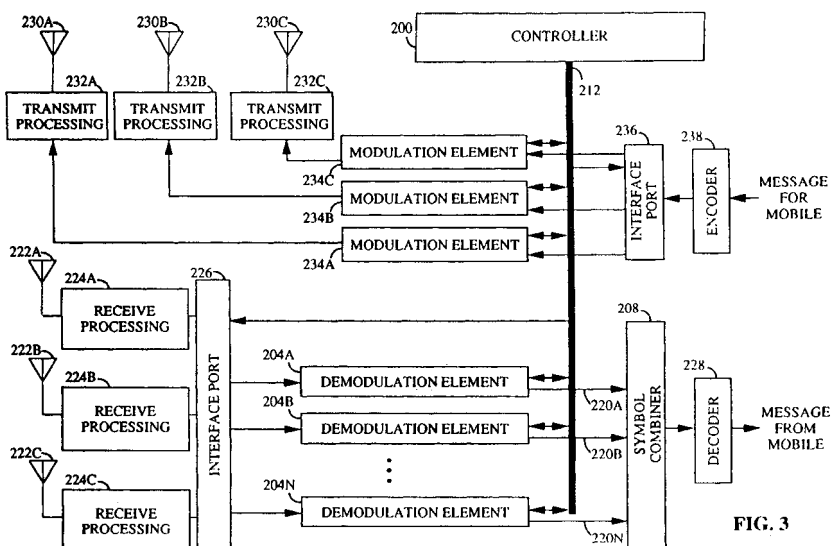 230A
230B
230C
200
CONTROLLER
232A
232B
232C
212
TRANSMIT
PROCESSING
TRANSMIT
PROCESSING
TRANSMIT
PROCESSING
236
238
MODULATION ELEMENT
234C
MODULATION ELEMENT
234B
MODULATION ELEMENT
234A
INTERFACE
PORT
ENCODER
MESSAGE
FOR
MOBILE
222A
224A
226
RECEIVE
PROCESSING
208
222B
224B
204A
228
RECEIVE
PROCESSING
INTERFACE PORT
DEMODULATION ELEMENT
220A
204B
DEMODULATION ELEMENT
220B
SYMBOL
COMBINER
DECODER
MESSAGE
FROM
MOBILE
222C
224C
204N
RECEIVE
PROCESSING
DEMODULATION ELEMENT
220N
FIG. 3